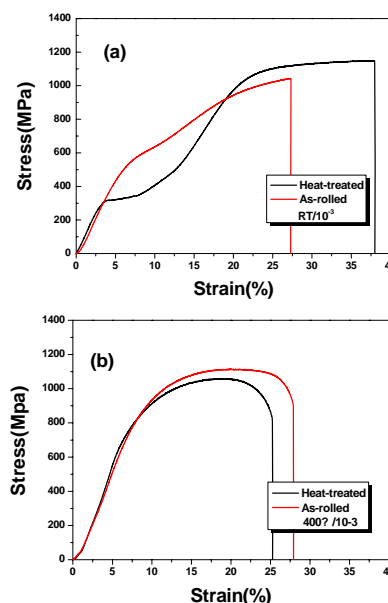 (a)
Stress(MPa)
1400
1200
1000
800
600
400
200
0
Heat-treated
As-rolled
RT/10-3
0 5 10 15 20 25 30 35 40
Strain(%)
(b)
Stress(Mpa)
1400
1200
1000
800
600
400
200
0
Heat-treated
As-rolled
400? /10-3
0 5 10 15 20 25 30 35 40
Strain(%)